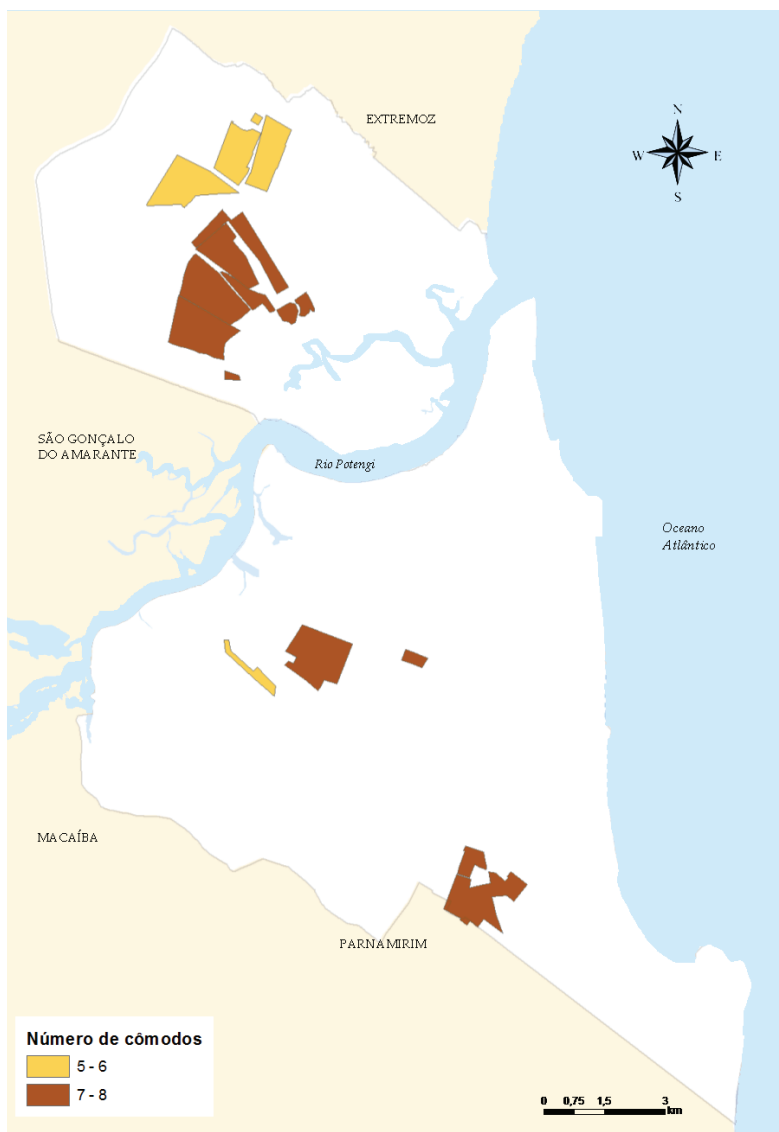 EXTREMOZ
N
W E
S
SÃO GONÇALO
DO AMARANTE
Rio Potengi
Oceano
Atlântico
MACAÍBA
PARNAMIRIM
Número de cômodos
5 - 6
7 - 8
0 0,75 1,5 3
km